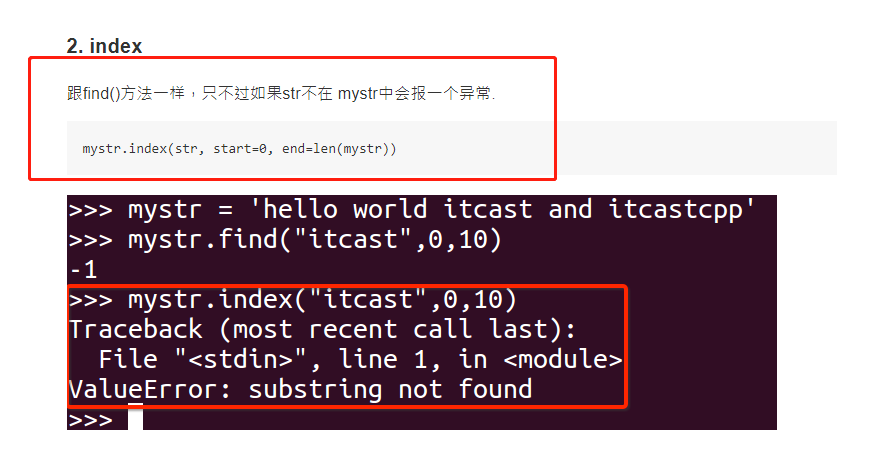 2. index
跟find()方法一样，只不过如果str不在 mystr中会报一个异常.
mystr.index(str, start=0, end=len(mystr))
>>> mystr = 'hello world itcast and itcastcpp'
>>> mystr.find("itcast",0,10)
-1
>>> mystr.index("itcast",0,10)
Traceback (most recent call last):
  File "<stdin>", line 1, in <module>
ValueError: substring not found
>>>